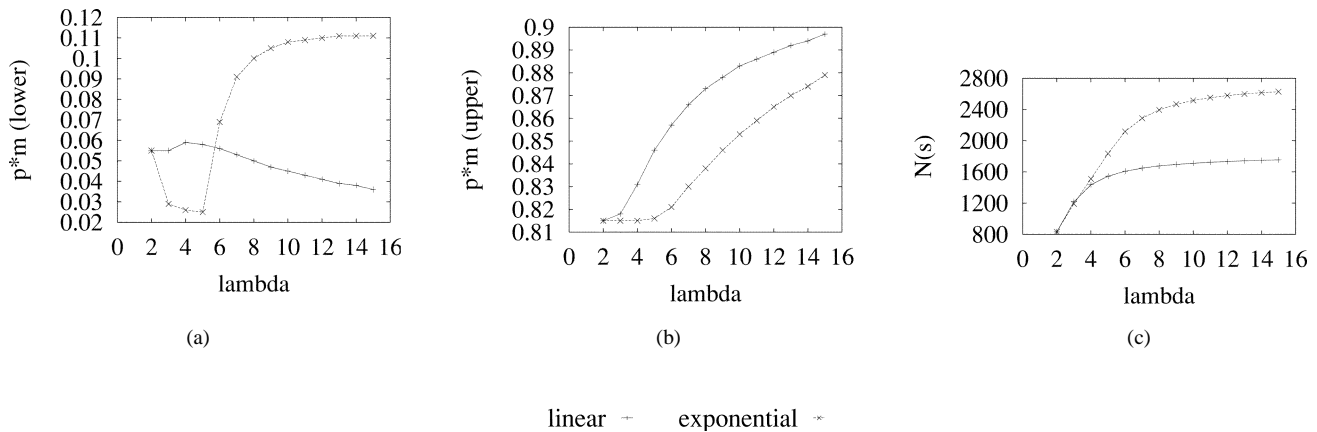 p*m (lower)
0.12
0.11
0.1
0.09
0.08
0.07
0.06
0.05
0.04
0.03
0.02
0 2 4 6 8 10 12 14 16
lambda
(a)
p*m (upper)
0.9
0.89
0.88
0.87
0.86
0.85
0.84
0.83
0.82
0.81
0 2 4 6 8 10 12 14 16
lambda
(b)
N(s)
2800
2400
2000
1600
1200
800
0 2 4 6 8 10 12 14 16
lambda
(c)
linear exponential